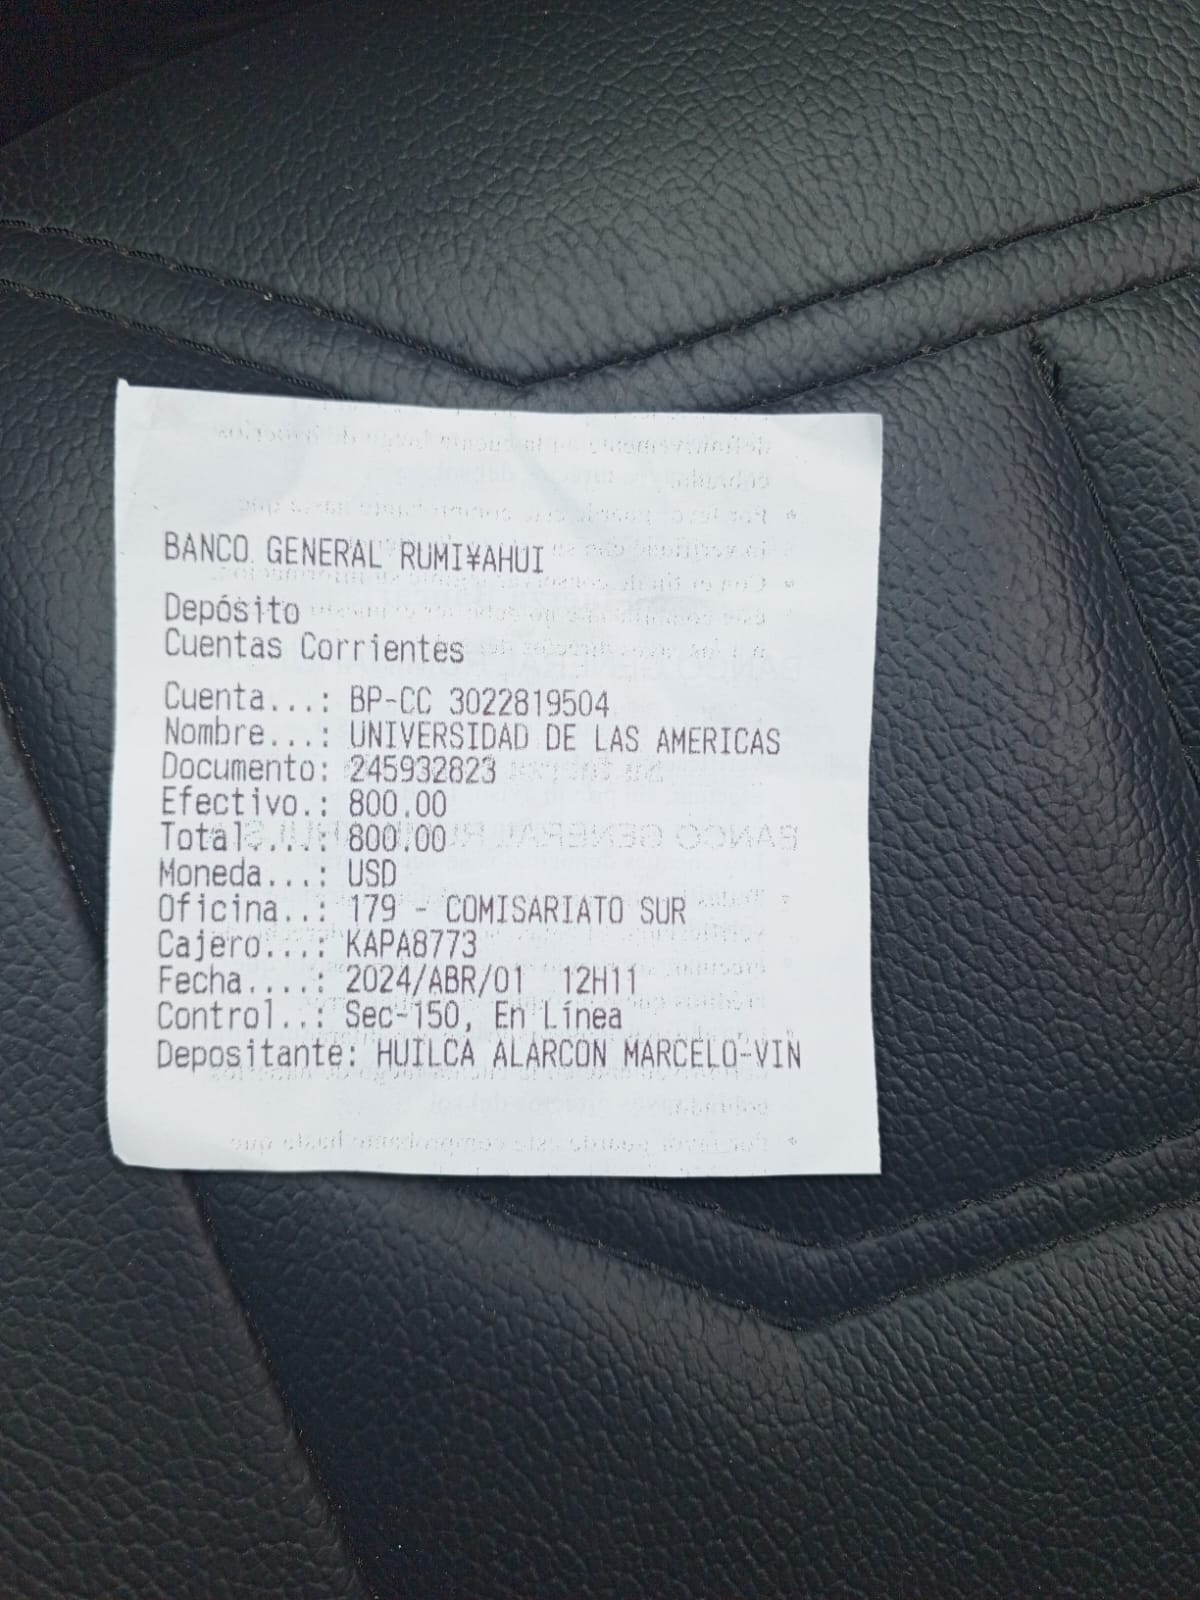 BANCO GENERAL RUMI¥AHUI
Depósito
Cuentas Corrientes
Cuenta...: BP-CC 3022819504
Nombre...: UNIVERSIDAD DE LAS AMERICAS
Documento: 245932823
Efectivo.: 800.00
Total....: 800.00
Moneda...: USD
Oficina..: 179 - COMISARIATO SUR
Cajero...: KAPA8773
Fecha....: 2024/ABR/01 12H11
Control..: Sec-150, En Línea
Depositante: HUILCA ALARCON MARCELO-VIN